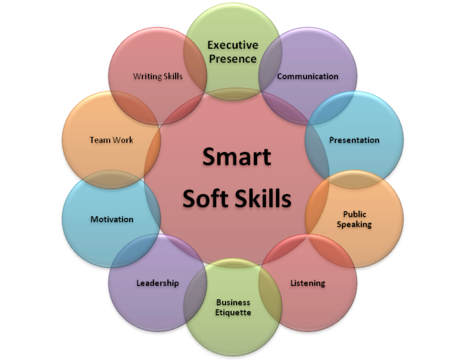 Executive
Presence
Communication
Presentation
Public
Speaking
Listening
Business
Etiquette
Leadership
Motivation
Team Work
Writing Skills
Smart
Soft Skills